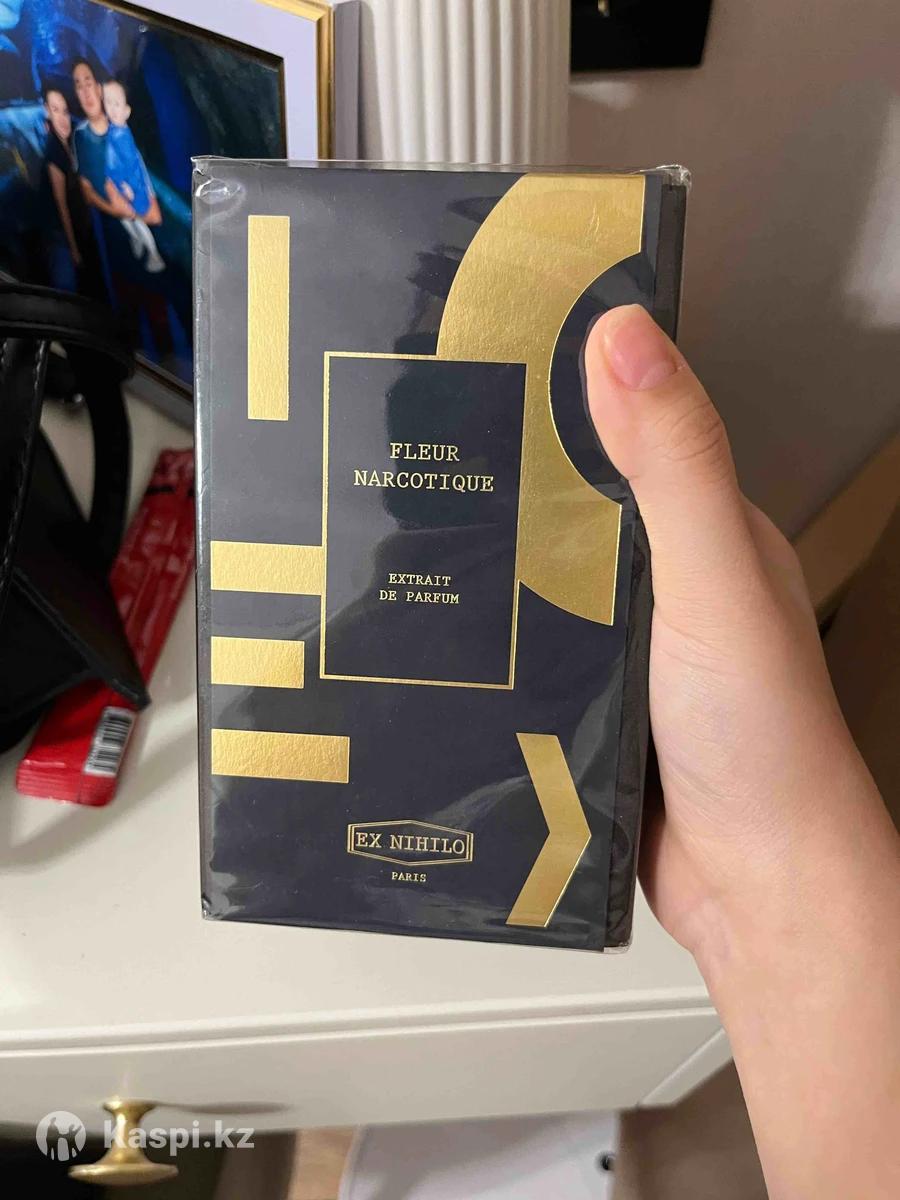 FLEUR
NARCOTIQUE
EXTRAIT
DE PARFUM
EX NIHILO
PARIS
Kaspi.kz